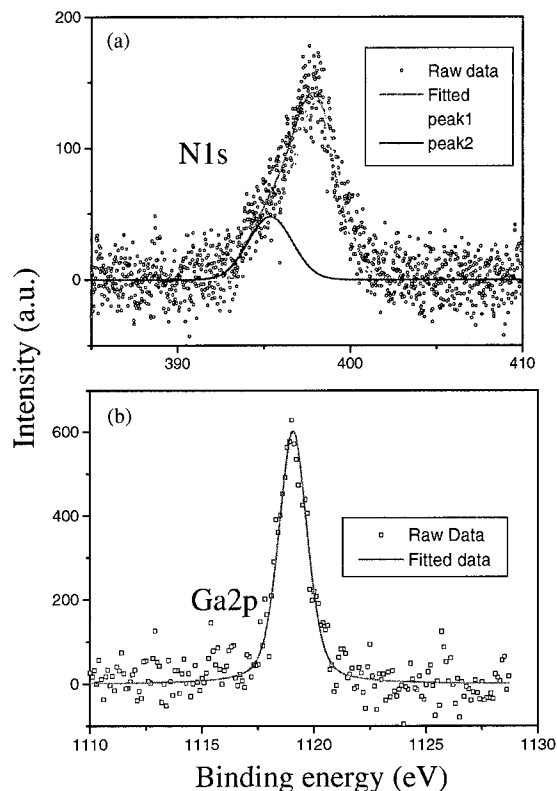 200
(a)
Raw data
Fitted
peak1
peak2
N1s
100
0
390
400
410
Intensity (a.u.)
(b)
600
Raw Data
Fitted data
400
Ga2p
200
0
1110
1115
1120
1125
1130
Binding energy (eV)